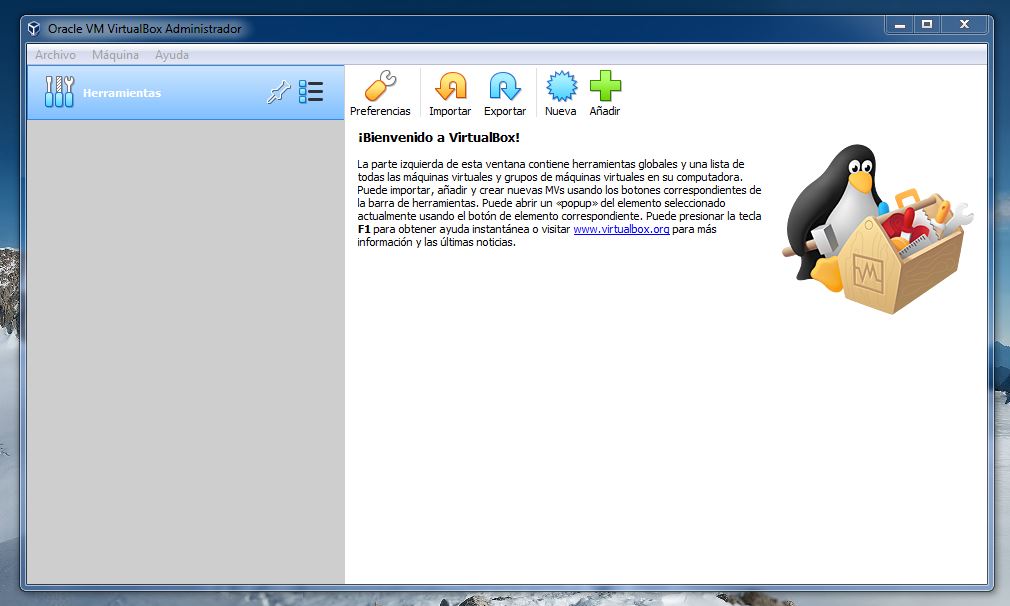 Oracle VM VirtualBox Administrador
Archivo Máquina Ayuda
Herramientas
Preferencias Importar Exportar Nueva Añadir
¡Bienvenido a VirtualBox!
La parte izquierda de esta ventana contiene herramientas globales y una lista de
todas las máquinas virtuales y grupos de máquinas virtuales en su computadora.
Puede importar, añadir y crear nuevas MVs usando los botones correspondientes de
la barra de herramientas. Puede abrir un «popup» del elemento seleccionado
actualmente usando el botón de elemento correspondiente. Puede presionar la tecla
F1 para obtener ayuda instantánea o visitar www.virtualbox.org para más
información y las últimas noticias.